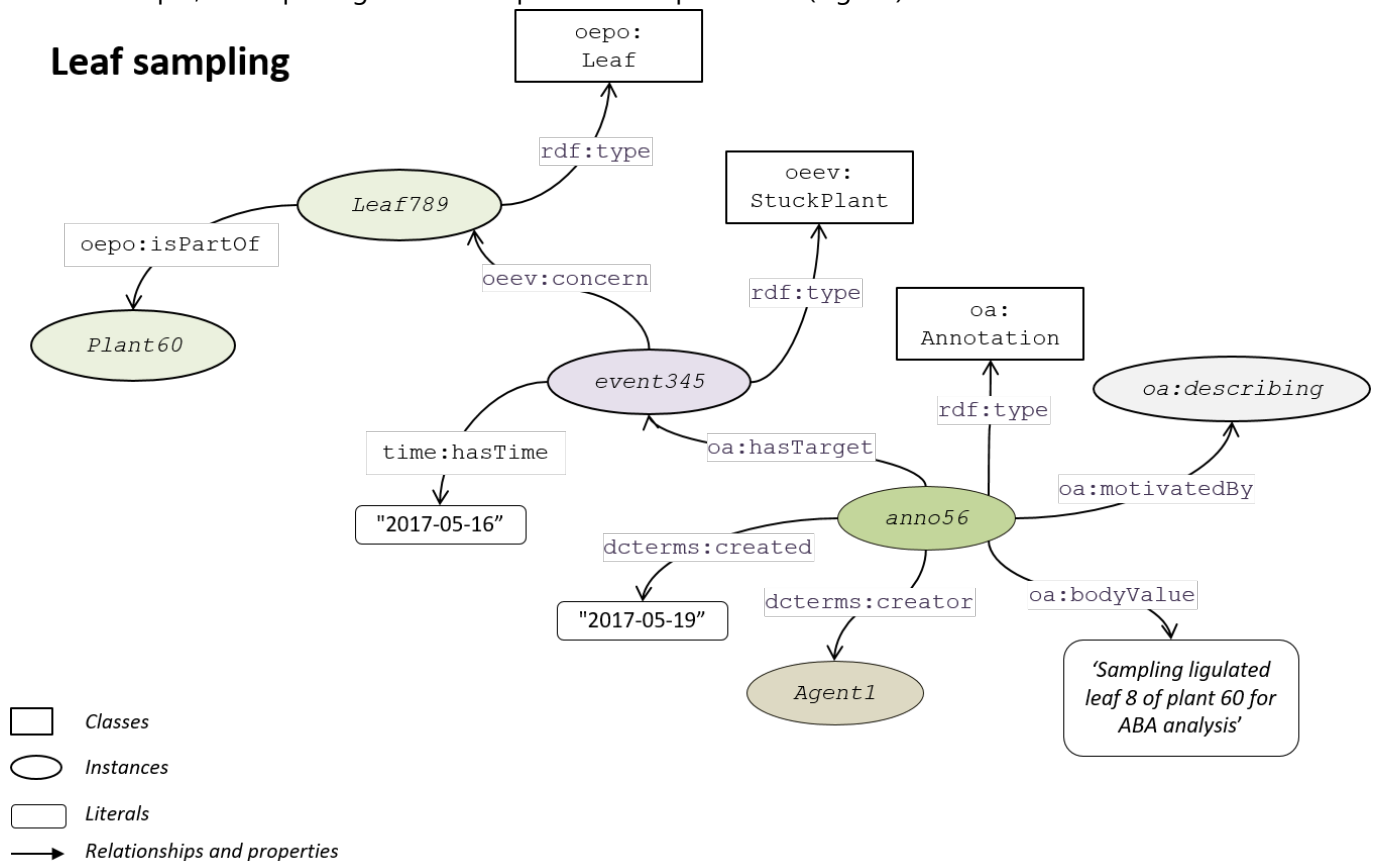 Leaf sampling
oepo:
Leaf
rdf:type
oeev:
StuckPlant
Leaf789
oepo:isPartOf
oeev:concern
rdf:type
oa:
Annotation
Plant60
event345
oa:describing
rdf:type
time:hasTime
oa:hasTarget
oa:motivatedBy
"2017-05-16”
anno56
dcterms:created
dcterms:creator
oa:bodyValue
"2017-05-19”
Agent1
‘Sampling ligulated
leaf 8 of plant 60 for
ABA analysis’
Classes
Instances
Literals
Relationships and properties